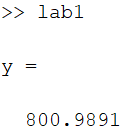 >> lab1
y =
800.9891